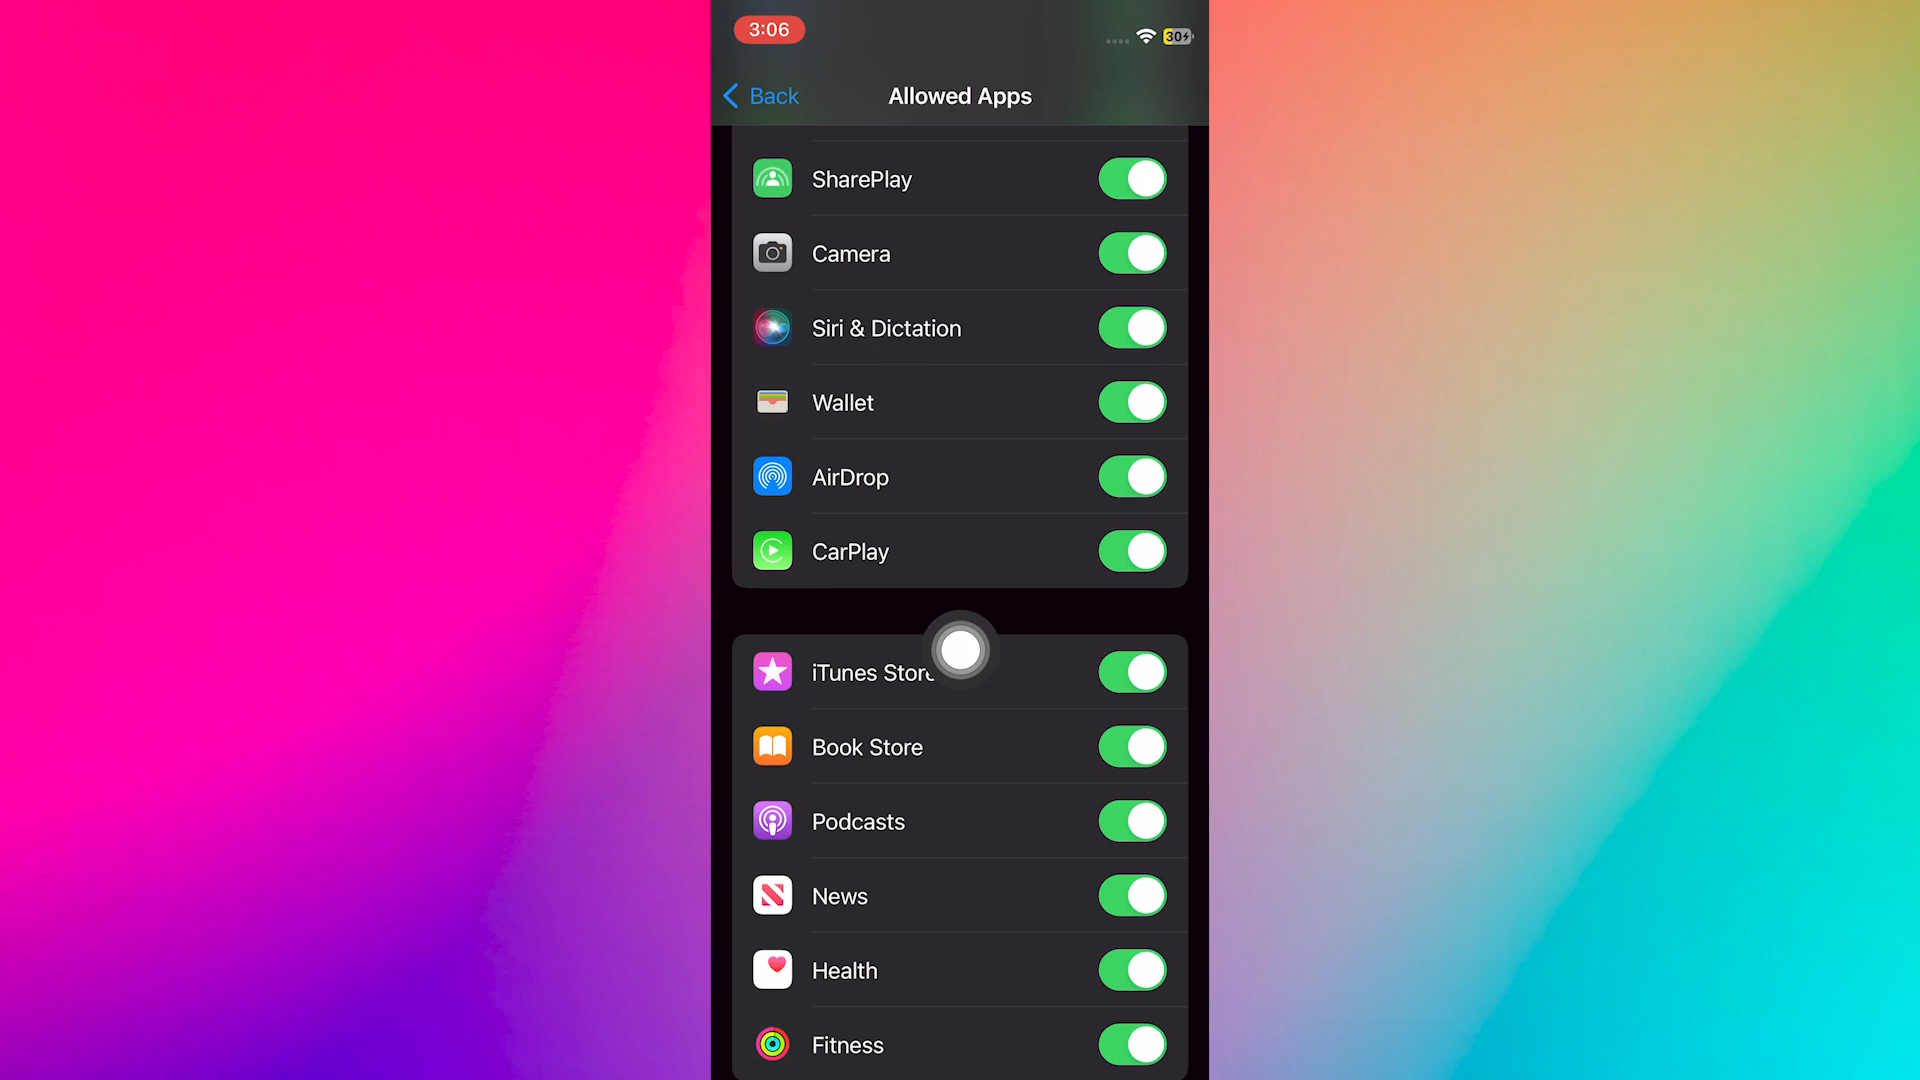 3:06
30
Back
Allowed Apps
SharePlay
Camera
Siri & Dictation
Wallet
AirDrop
CarPlay
iTunes Store
Book Store
Podcasts
News
Health
Fitness